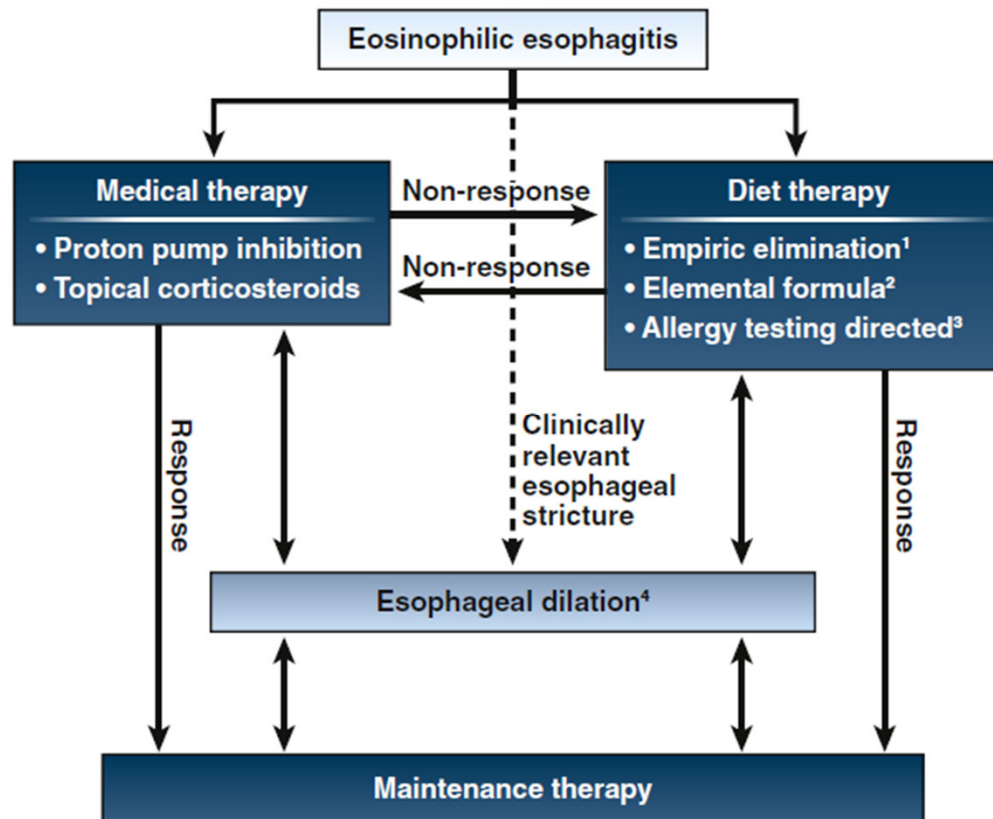 Eosinophilic esophagitis
Medical therapy
• Proton pump inhibition
• Topical corticosteroids
Non-response
Non-response
Diet therapy
• Empiric elimination¹
• Elemental formula²
• Allergy testing directed³
Response
Clinically
relevant
esophageal
stricture
Response
Esophageal dilation⁴
Maintenance therapy